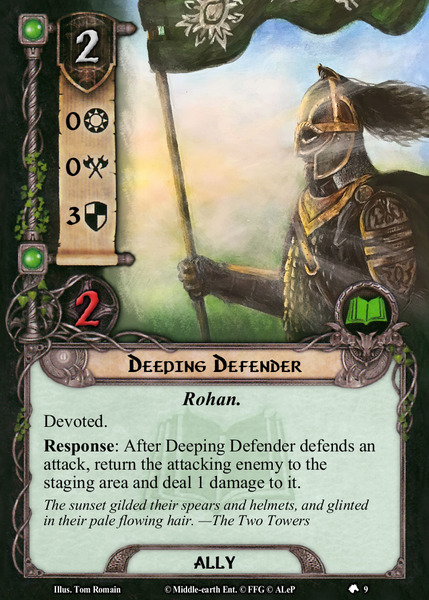 2
0
0
3
2
Deeping Defender
Rohan.
Devoted.
Response: After Deeping Defender defends an
attack, return the attacking enemy to the
staging area and deal 1 damage to it.
The sunset gilded their spears and helmets, and glinted
in their pale flowing hair. —The Two Towers
ALLY
Illus. Tom Romain © Middle-earth Ent. © FFG © ALeP 9